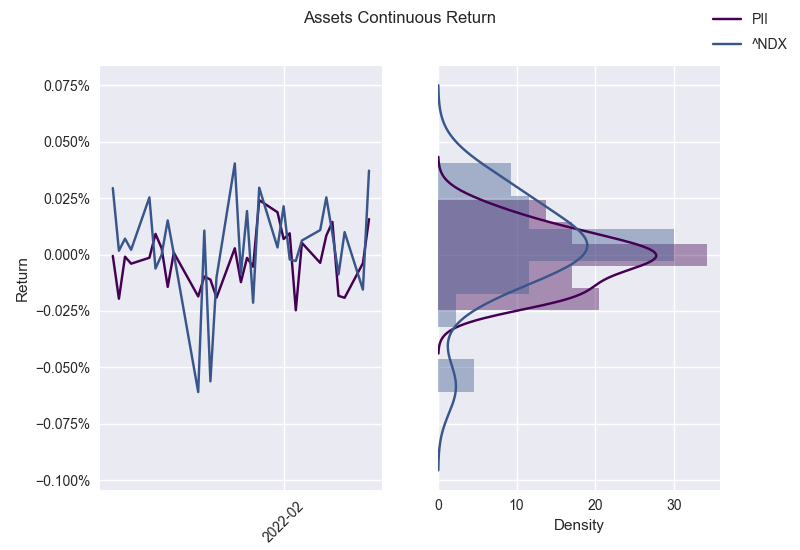 Assets Continuous Return
PII
^NDX
Return
0.075%
0.050%
0.025%
0.000%
−0.025%
−0.050%
−0.075%
−0.100%
2022-02
0
10
20
30
Density